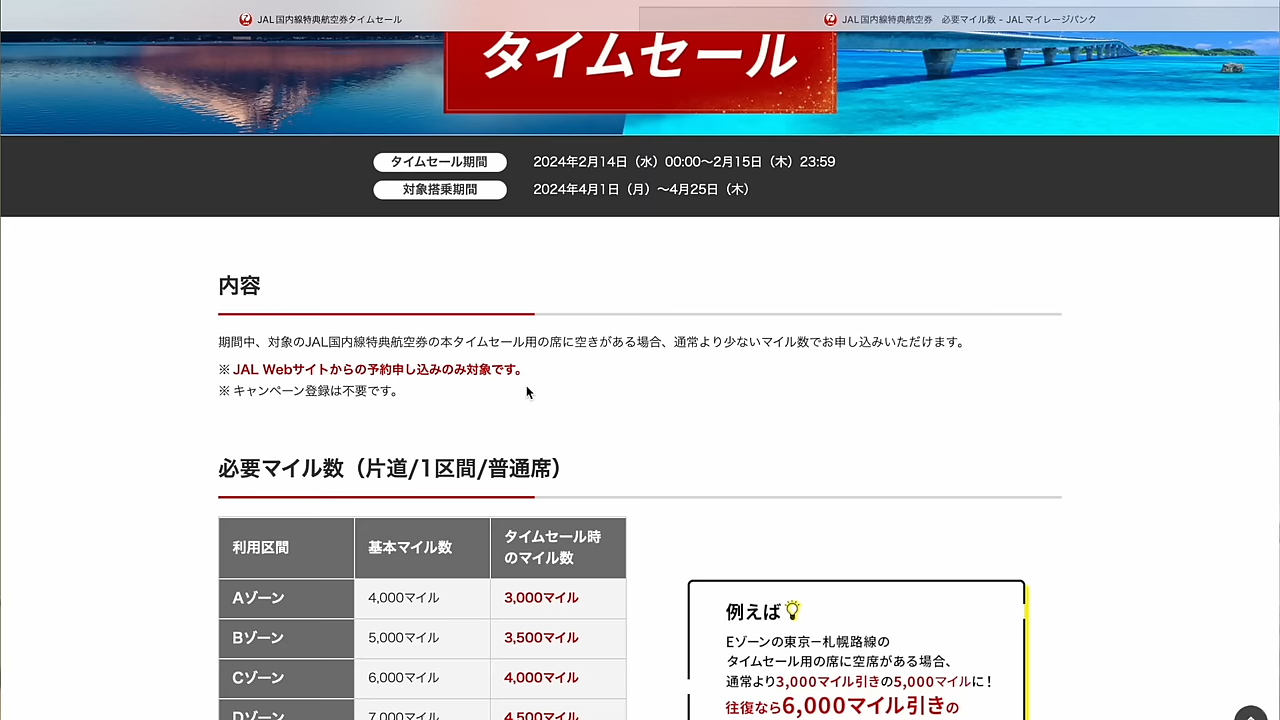 JAL国内線特典航空券タイムセール
JAL国内線特典航空券 必要マイル数 - JAL マイレージバンク
タイムセール
タイムセール期間 2024年2月14日（水）00:00〜2月15日（木）23:59
対象搭乗期間 2024年4月1日（月）〜4月25日（木）
内容
期間中、対象のJAL国内線特典航空券の本タイムセール用の席に空きがある場合、通常より少ないマイル数でお申し込みいただけます。
※ JAL Webサイトからの予約申し込みのみ対象です。
※ キャンペーン登録は不要です。
必要マイル数（片道/1区間/普通席）
利用区間 基本マイル数 タイムセール時
のマイル数
Aゾーン 4,000マイル 3,000マイル
Bゾーン 5,000マイル 3,500マイル
Cゾーン 6,000マイル 4,000マイル
Dゾーン 7,000マイル 4,500マイル
例えば
Eゾーンの東京－札幌路線の
タイムセール用の席に空席がある場合、
通常より3,000マイル引きの5,000マイルに！
往復なら6,000マイル引きの